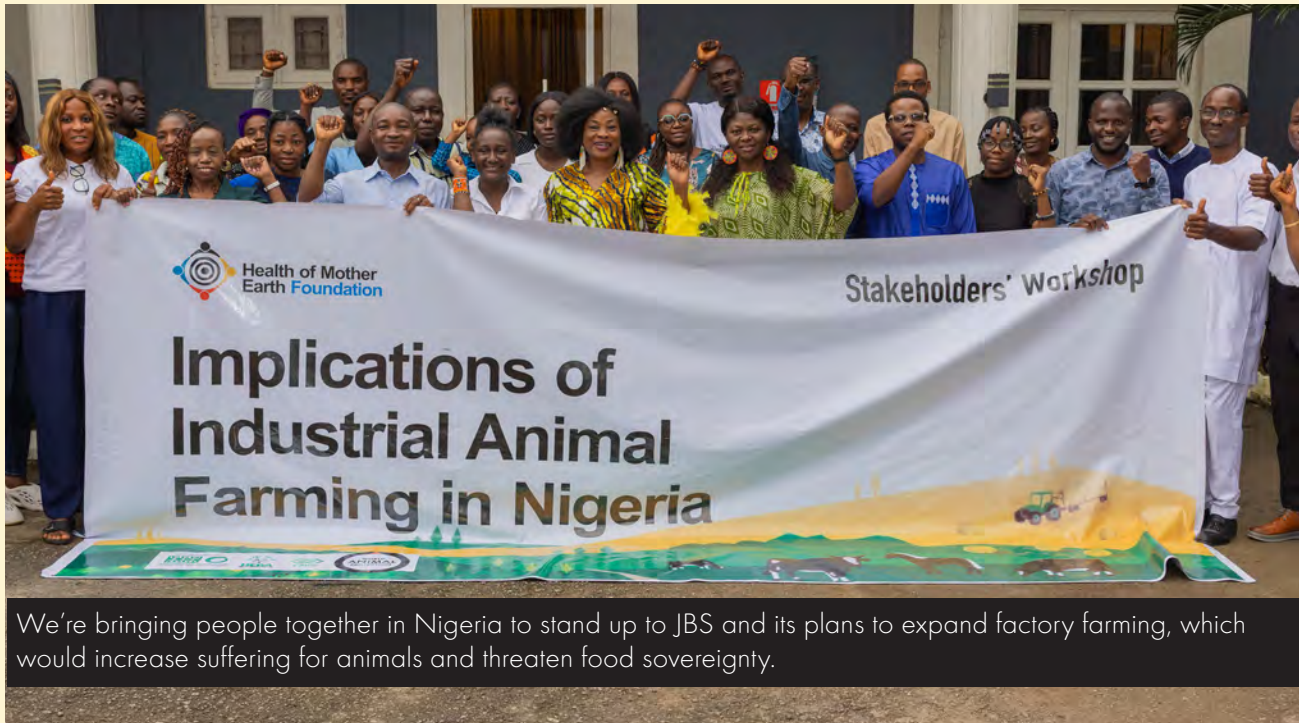 Health of Mother
Earth Foundation
Stakeholders' Workshop
Implications of
Industrial Animal
Farming in Nigeria
ANIMAL
We're bringing people together in Nigeria to stand up to JBS and its plans to expand factory farming, which
would increase suffering for animals and threaten food sovereignty.